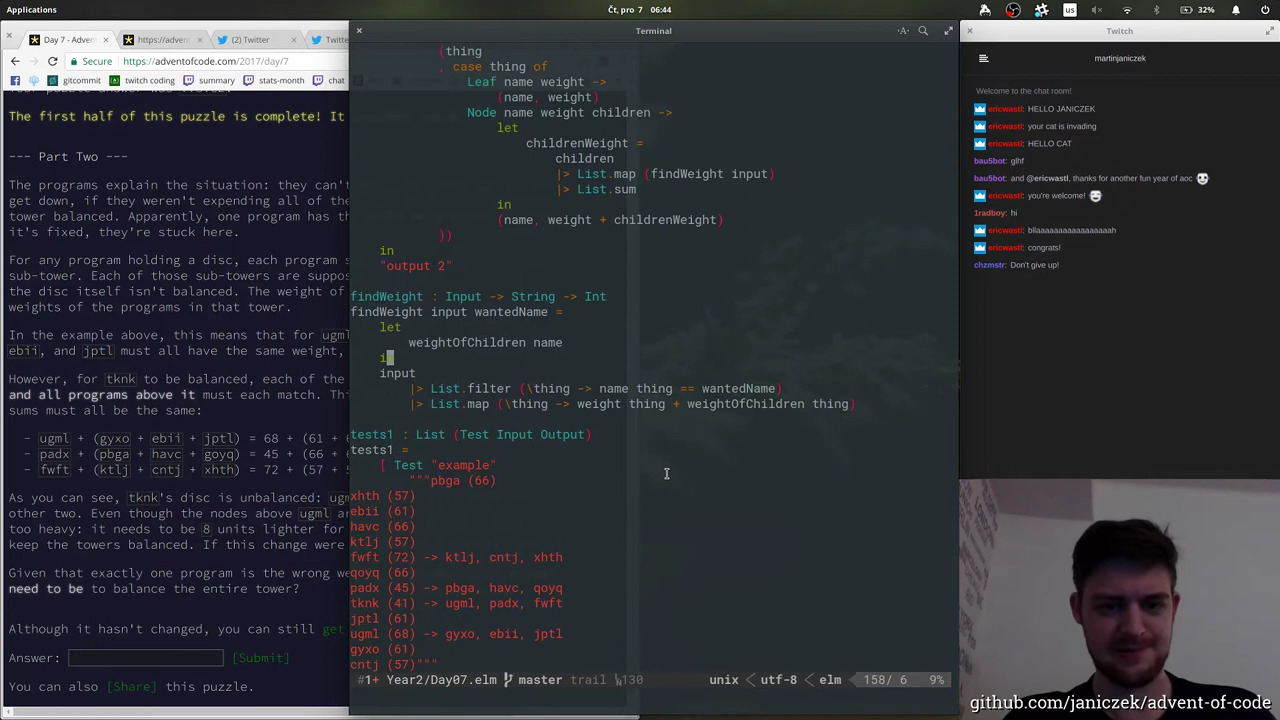 Applications
Čt, pro 7 06:44
us
32%
Day 7 - Adven
https://adven
(2) Twitter
Twitte
Secure
https://adventofcode.com/2017/day/7
gitcommit
twitch coding
summary
stats-month
chat
The first half of this puzzle is complete! It
--- Part Two ---
The programs explain the situation: they can't
get down, if they weren't expending all of the
tower balanced. Apparently, one program has th
it's fixed, they're stuck here.
For any program holding a disc, each program s
sub-tower. Each of those sub-towers
the disc itself isn't balanced. The weight of
weights of the programs in that tower.
In the example above, this means that for ugml
ebii, and jptl must all have the same weight,
However, for tknk to be balanced, each
and all programs above it must each match. Th
sums must all be the same:
- ugml + (gyxo + ebii + jptl) = 68 + (61 + 6
- padx + (pbga + havc + qoyq) = 45 + (66 +
- fwft + (ktlj + cntj + xhth) = 72 + (57 + 5
As you can see, tknk's disc is unbalanced: ugm
other two. Even though the nodes above ugml ar
too heavy: it needs to be 8 units lighter for
keep the towers balanced. If this change were
Given that exactly one program is the wrong we
need to be to balance the entire tower?
Although it hasn't changed, you can still get
Answer:
[Submit]
You can also [Share] this puzzle.
Terminal
(thing
, case thing of
Leaf name weight ->
(name, weight)
Node name weight children ->
let
childrenWeight =
children
|> List.map (findWeight input)
|> List.sum
in
(name, weight + childrenWeight)
))
in
"output 2"
findWeight : Input -> String -> Int
findWeight input wantedName =
let
weightOfChildren name
in
input
|> List.filter (\thing -> name thing == wantedName)
|> List.map (\thing -> weight thing + weightOfChildren thing)
tests1 : List (Test Input Output)
tests1 =
[ Test "example"
"""pbga (66)
xhth (57)
ebii (61)
havc (66)
ktlj (57)
fwft (72) -> ktlj, cntj, xhth
qoyq (66)
padx (45) -> pbga, havc, qoyq
tknk (41) -> ugml, padx, fwft
jptl (61)
ugml (68) -> gyxo, ebii, jptl
gyxo (61)
cntj (57)"""
#1+ Year2/Day07.elm master trail 130 unix < utf-8 < elm 158/ 6 9%
Twitch
martinjaniczek
Welcome to the chat room!
ericwastl: HELLO JANICZEK
ericwastl: your cat is invading
ericwastl: HELLO CAT
bau5bot: glhf
bau5bot: and @ericwastl, thanks for another fun year of aoc
ericwastl: you're welcome!
1radboy: hi
ericwastl: bllaaaaaaaaaaaaaaaaah
ericwastl: congrats!
chzmstr: Don't give up!
github.com/janiczek/advent-of-code